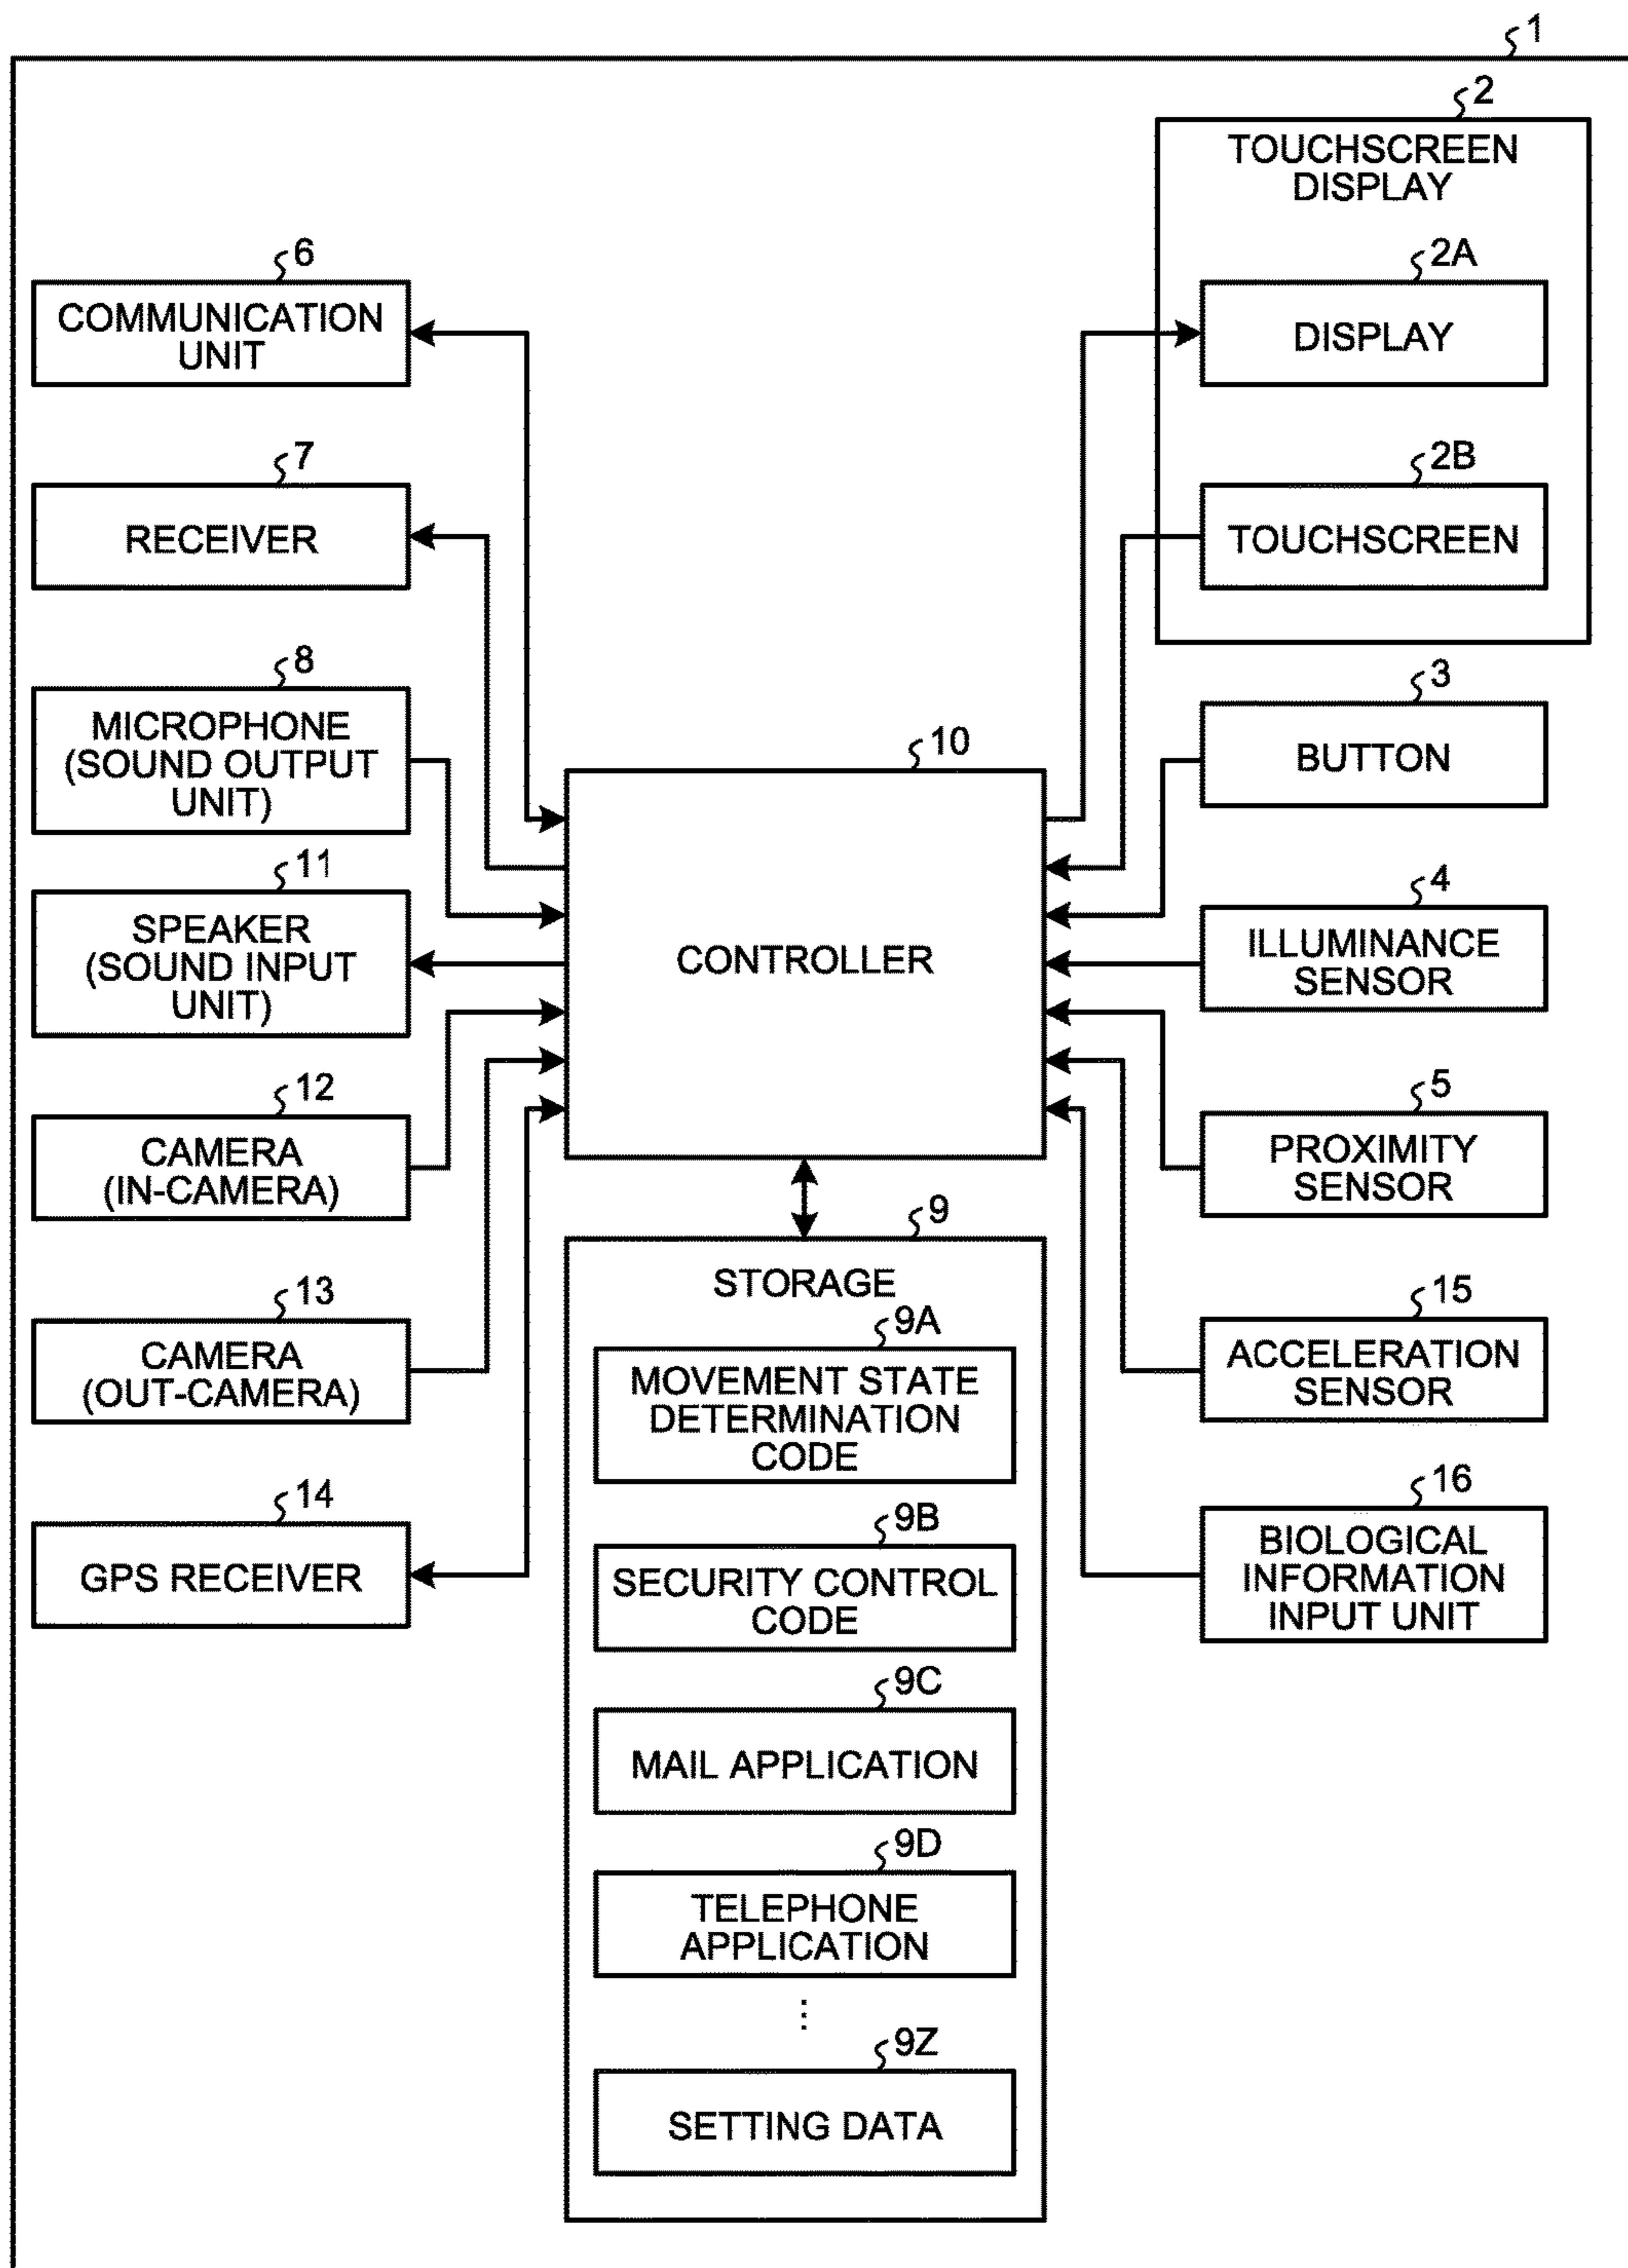 1
2
TOUCHSCREEN
DISPLAY
2A
DISPLAY
2B
TOUCHSCREEN
6
COMMUNICATION
UNIT
7
RECEIVER
8
MICROPHONE
(SOUND OUTPUT
UNIT)
11
SPEAKER
(SOUND INPUT
UNIT)
12
CAMERA
(IN-CAMERA)
13
CAMERA
(OUT-CAMERA)
14
GPS RECEIVER
10
CONTROLLER
3
BUTTON
4
ILLUMINANCE
SENSOR
5
PROXIMITY
SENSOR
15
ACCELERATION
SENSOR
16
BIOLOGICAL
INFORMATION
INPUT UNIT
9
STORAGE
9A
MOVEMENT STATE
DETERMINATION
CODE
9B
SECURITY CONTROL
CODE
9C
MAIL APPLICATION
9D
TELEPHONE
APPLICATION
⋮
9Z
SETTING DATA